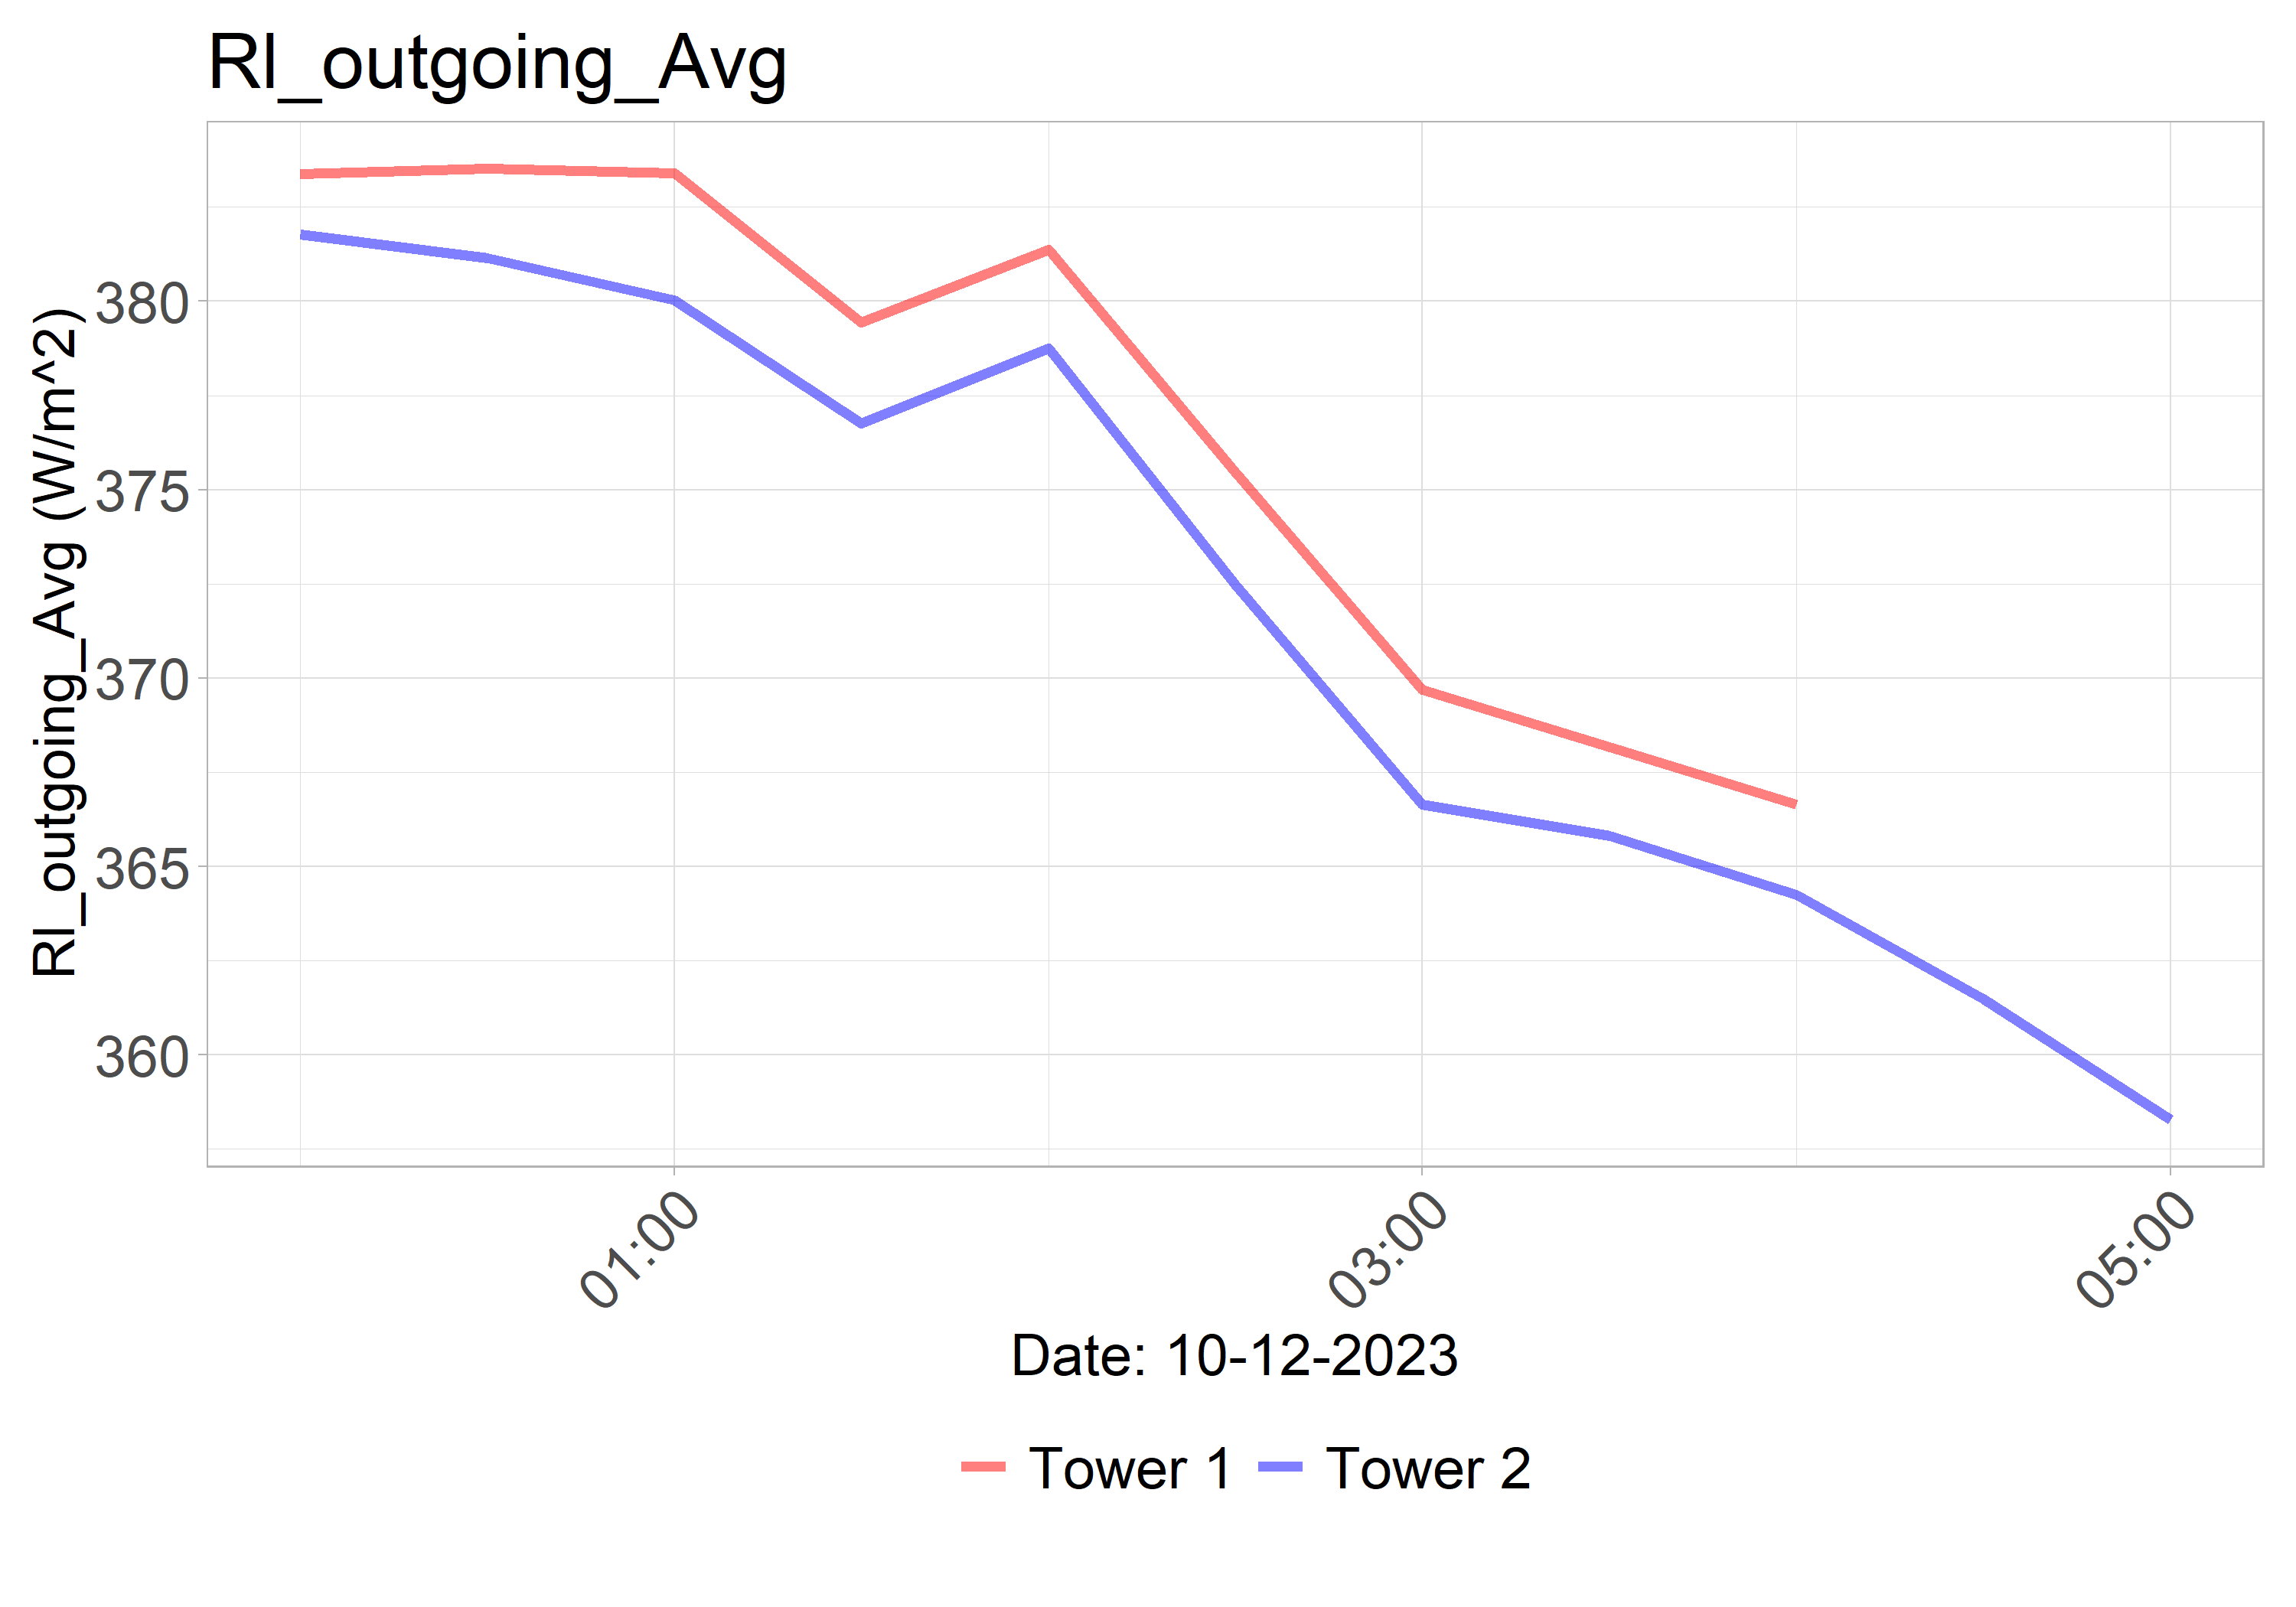 Rl_outgoing_Avg
Rl_outgoing_Avg (W/m^2)
380
375
370
365
360
01:00
03:00
05:00
Date: 10-12-2023
Tower 1
Tower 2